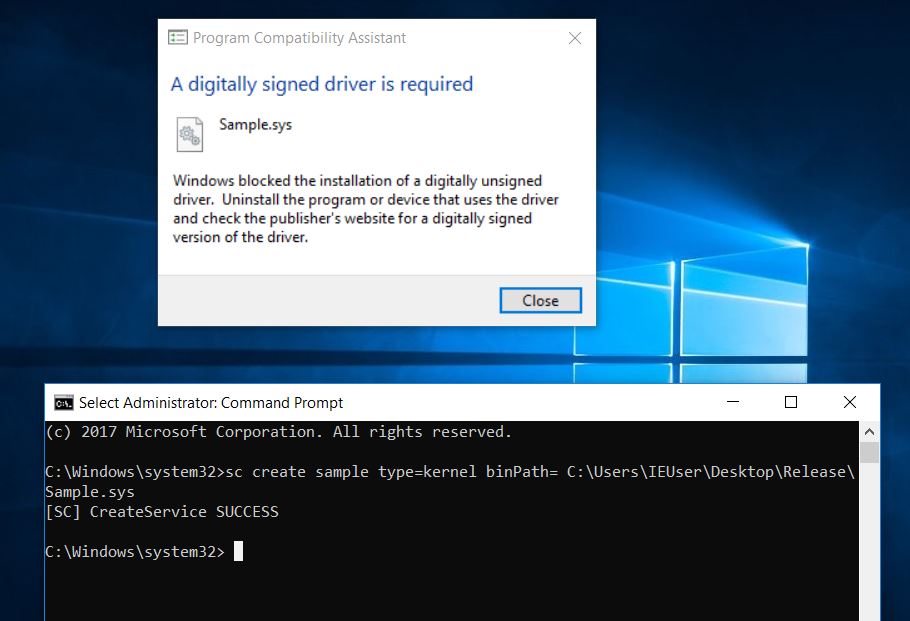 Program Compatibility Assistant
A digitally signed driver is required
Sample.sys
Windows blocked the installation of a digitally unsigned
driver.  Uninstall the program or device that uses the driver
and check the publisher's website for a digitally signed
version of the driver.
Close
Select Administrator: Command Prompt
(c) 2017 Microsoft Corporation. All rights reserved.
C:\Windows\system32>sc create sample type=kernel binPath= C:\Users\IEUser\Desktop\Release\
Sample.sys
[SC] CreateService SUCCESS
C:\Windows\system32>